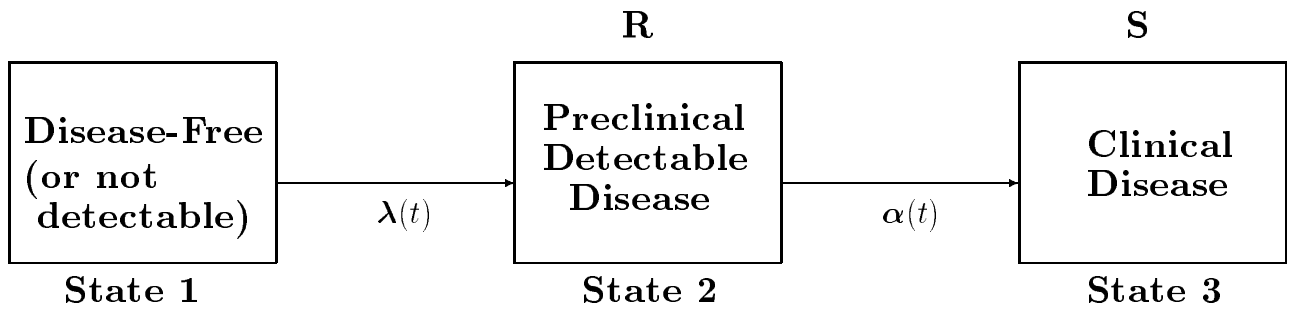 R
S
Disease-Free
(or not
detectable)
Preclinical
Detectable
Disease
Clinical
Disease
λ(t)
α(t)
State 1
State 2
State 3